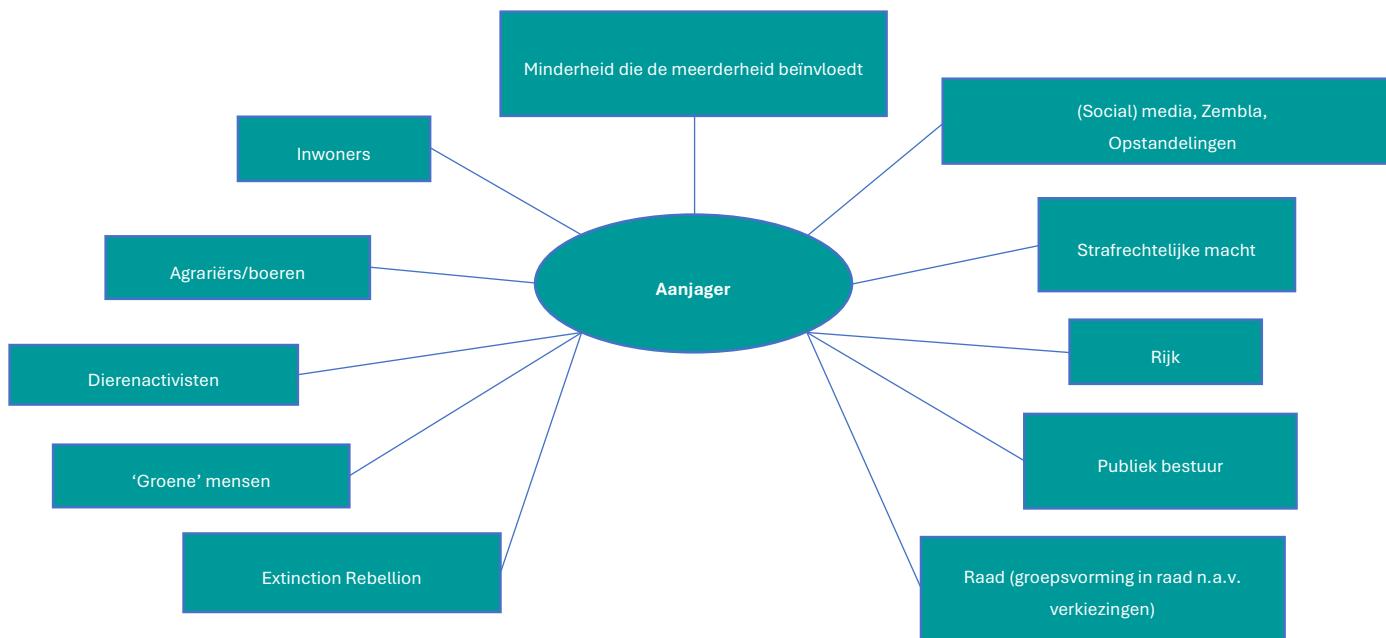 Minderheid die de meerderheid beïnvloedt
(Social) media, Zembla,
Opstandelingen
Inwoners
Strafrechtelijke macht
Agrariërs/boeren
Aanjager
Rijk
Dierenactivisten
Publiek bestuur
‘Groene’ mensen
Extinction Rebellion
Raad (groepsvorming in raad n.a.v.
verkiezingen)